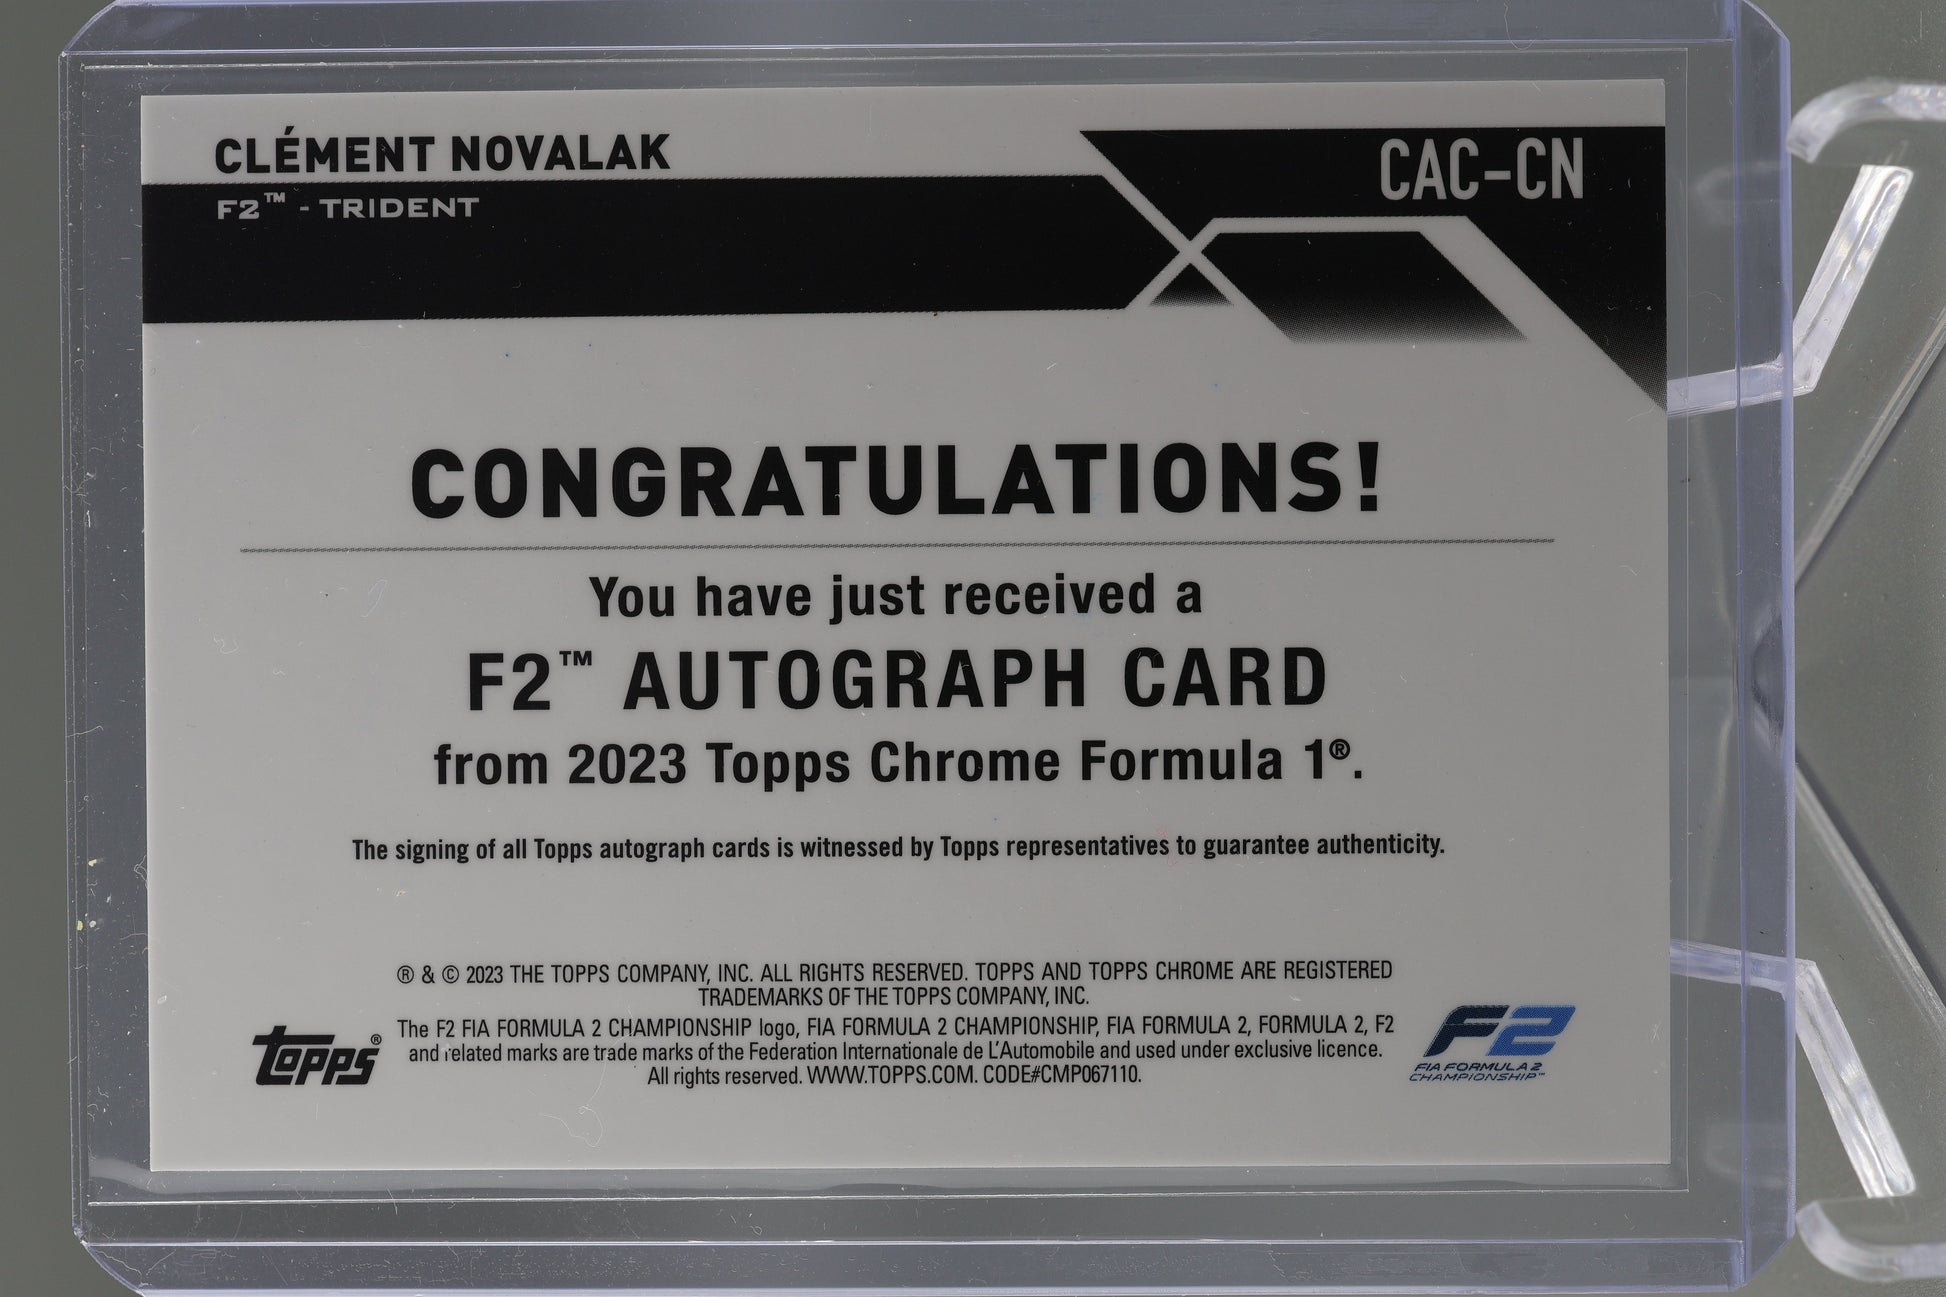 CLÉMENT NOVALAK
F2™ - TRIDENT
CAC-CN
CONGRATULATIONS!
You have just received a
F2™ AUTOGRAPH CARD
from 2023 Topps Chrome Formula 1®.
The signing of all Topps autograph cards is witnessed by Topps representatives to guarantee authenticity.
® & © 2023 THE TOPPS COMPANY, INC. ALL RIGHTS RESERVED. TOPPS AND TOPPS CHROME ARE REGISTERED
TRADEMARKS OF THE TOPPS COMPANY, INC.
The F2 FIA FORMULA 2 CHAMPIONSHIP logo, FIA FORMULA 2 CHAMPIONSHIP, FIA FORMULA 2, FORMULA 2, F2
and related marks are trade marks of the Federation Internationale de L'Automobile and used under exclusive licence.
All rights reserved. WWW.TOPPS.COM. CODE#CMP067110.
topps®
F2
FIA FORMULA 2
CHAMPIONSHIP™